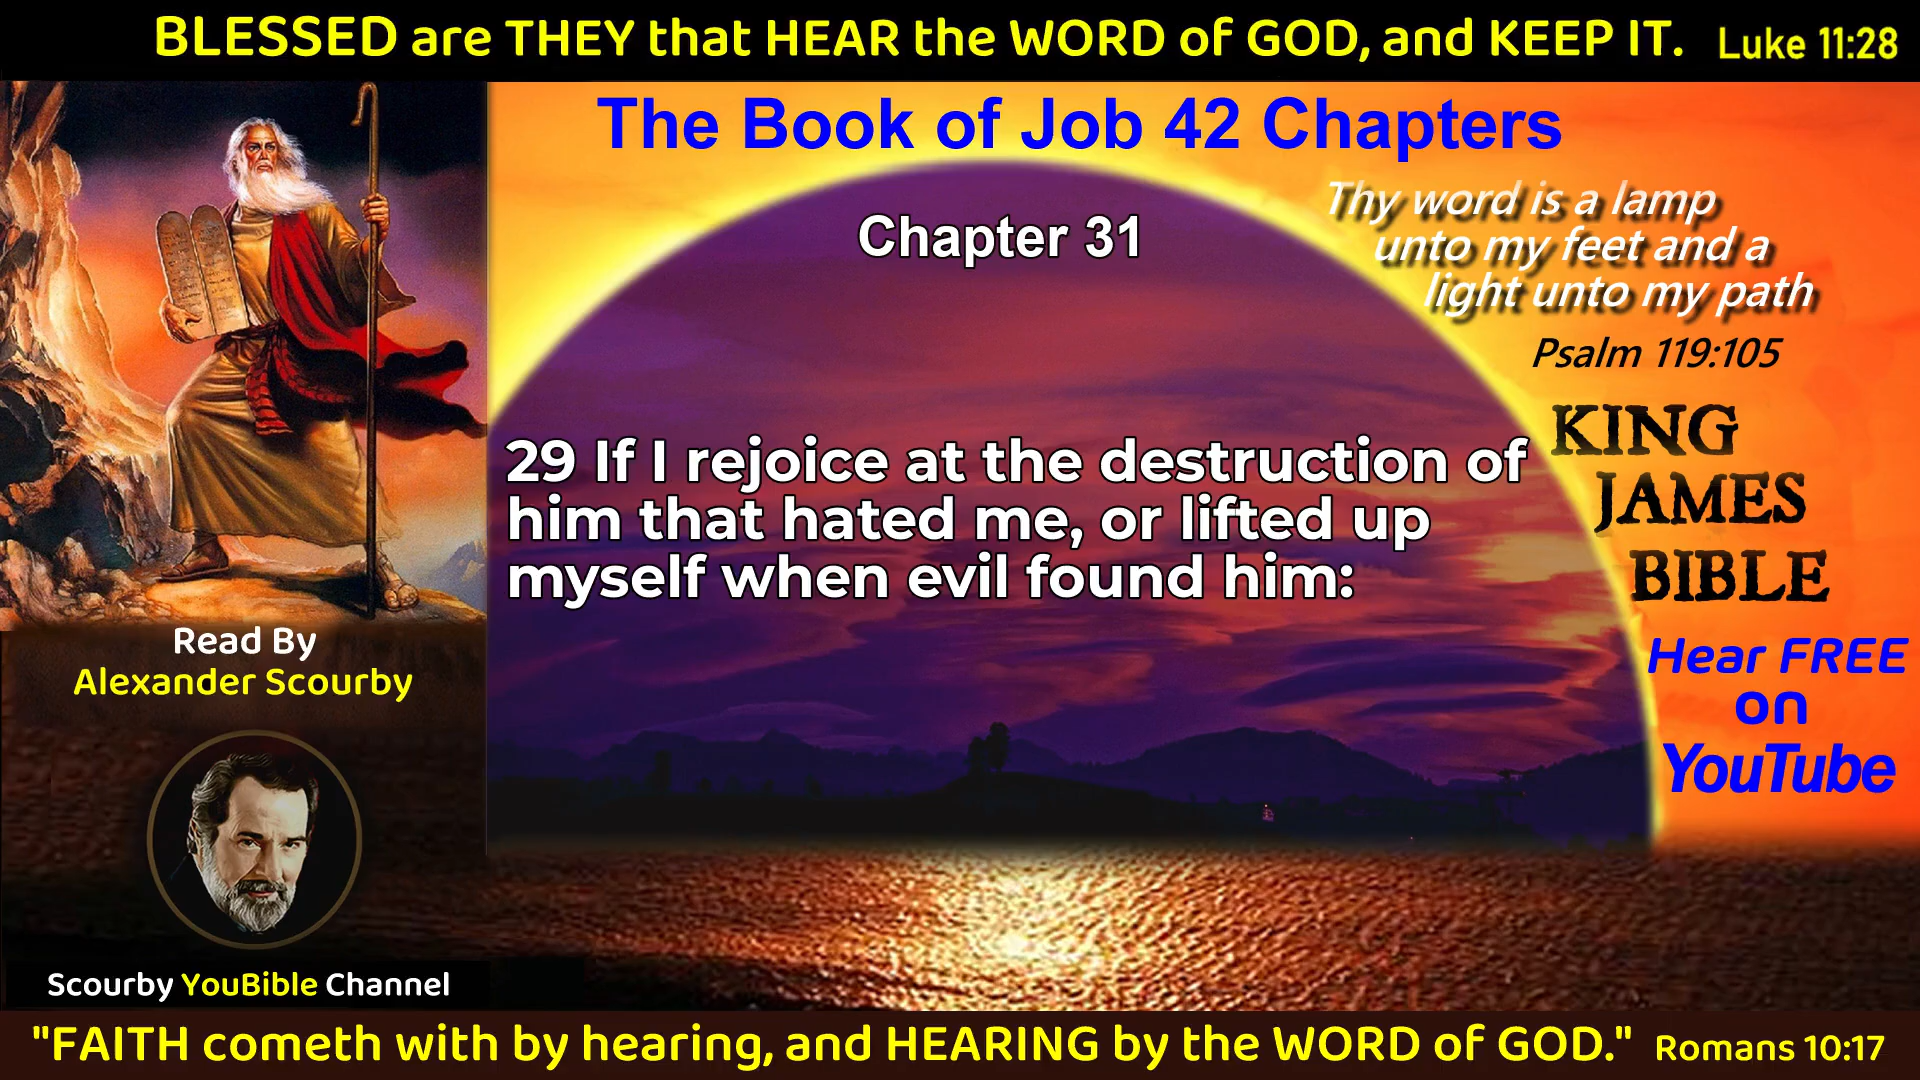 BLESSED are THEY that HEAR the WORD of GOD, and KEEP IT. Luke 11:28
The Book of Job 42 Chapters
Chapter 31
Thy word is a lamp
unto my feet and a
light unto my path
Psalm 119:105
KING
JAMES
BIBLE
29 If I rejoice at the destruction of
him that hated me, or lifted up
myself when evil found him:
Read By
Alexander Scourby
Hear FREE
on
YouTube
Scourby YouBible Channel
"FAITH cometh with by hearing, and HEARING by the WORD of GOD." Romans 10:17